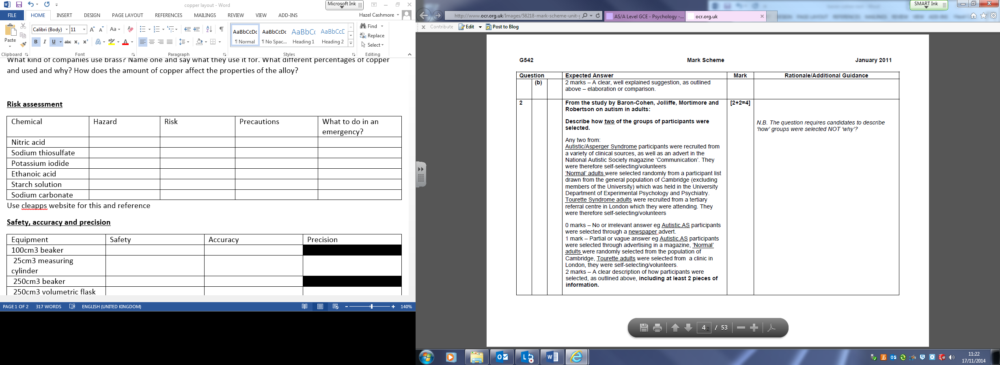 copper layout - Word
Microsoft Ink
FILE
HOME
INSERT
DESIGN
PAGE LAYOUT
REFERENCES
MAILINGS
REVIEW
VIEW
ADD-INS
Hazel Cashmore
Paste
Calibri (Body)
11
AaBbCcDc
AaBbCcDc
AaBbC
AaBbCcD
¶ Normal
¶ No Spac...
Heading 1
Heading 2
Find
Replace
Select
Clipboard
Font
Paragraph
Styles
Editing
What kind of companies use brass? Name one and say what they use it for. What different percentages of copper
and used and why? How does the amount of copper affect the properties of the alloy?
Risk assessment
Chemical Hazard Risk Precautions What to do in an
emergency?
Nitric acid
Sodium thiosulfate
Potassium iodide
Ethanoic acid
Starch solution
Sodium carbonate
Use cleapps website for this and reference
Safety, accuracy and precision
Equipment Safety Accuracy Precision
100cm3 beaker
25cm3 measuring
cylinder
250cm3 beaker
250cm3 volumetric flask
PAGE 1 OF 2 317 WORDS ENGLISH (UNITED KINGDOM) 140%
SMART Ink
http://www.ocr.org.uk/Images/58218-mark-scheme-unit-
AS/A Level GCE - Psychology -...
ocr.org.uk
x Contribute Edit Post to Blog
G542 Mark Scheme January 2011
Question Expected Answer Mark Rationale/Additional Guidance
(b) 2 marks – A clear, well explained suggestion, as outlined
above – elaboration or comparison.
2 From the study by Baron-Cohen, Jolliffe, Mortimore and [2+2=4]
Robertson on autism in adults:
Describe how two of the groups of participants were
selected.
N.B. The question requires candidates to describe
‘how’ groups were selected NOT ‘why’?
Any two from:
Autistic/Asperger Syndrome participants were recruited from
a variety of clinical sources, as well as an advert in the
National Autistic Society magazine ‘Communication’. They
were therefore self-selecting/volunteers
‘Normal’ adults were selected randomly from a participant list
drawn from the general population of Cambridge (excluding
members of the University) which was held in the University
Department of Experimental Psychology and Psychiatry.
Tourette Syndrome adults were recruited from a tertiary
referral centre in London which they were attending. They
were therefore self-selecting/volunteers
0 marks – No or irrelevant answer eg Autistic.AS participants
were selected through a newspaper advert.
1 mark – Partial or vague answer eg Autistic.AS participants
were selected through advertising in a magazine, ‘Normal’
adults were randomly selected from the population of
Cambridge, Tourette adults were selected from a clinic in
London, they were self-selecting/volunteers.
2 marks – A clear description of how participants were
selected, as outlined above, including at least 2 pieces of
information.
4 / 53
11:22
17/11/2014